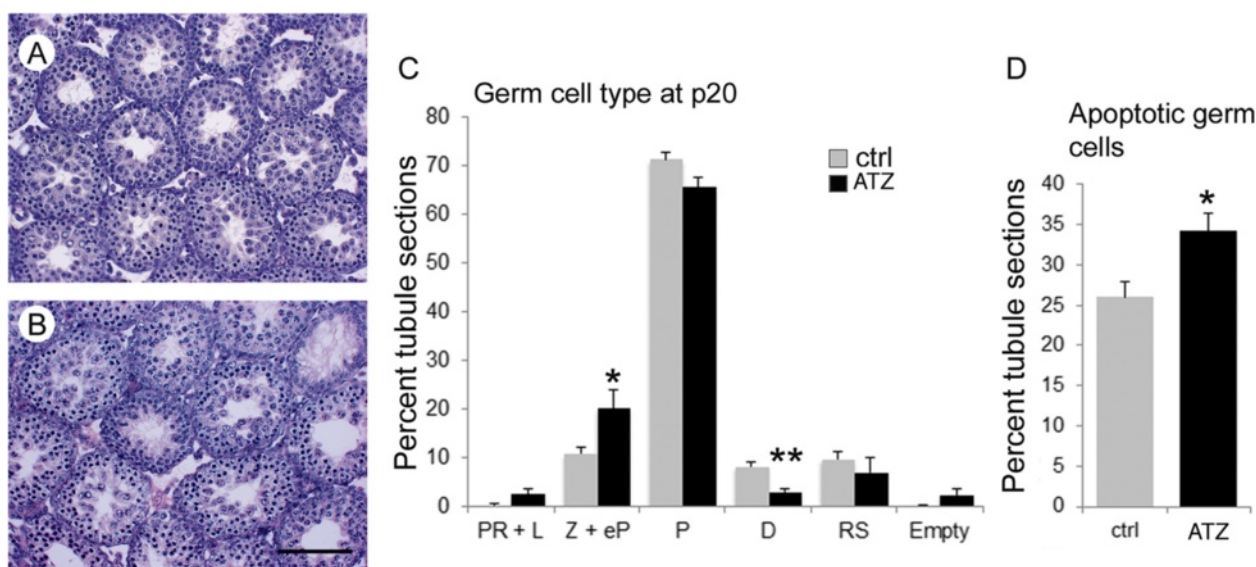 A
B
C
Germ cell type at p20
Percent tubule sections
80
70
60
50
40
30
20
10
0
ctrl
ATZ
*
**
PR + L
Z + eP
P
D
RS
Empty
D
Apoptotic germ
cells
Percent tubule sections
40
35
30
25
20
15
10
5
0
*
ctrl
ATZ